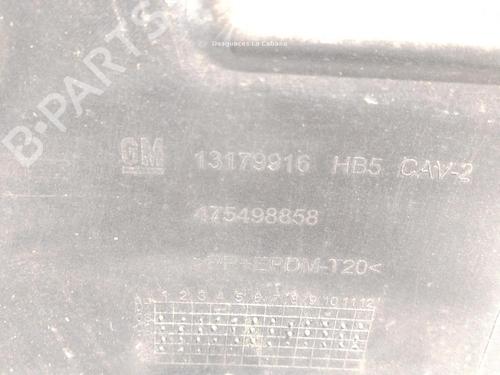 Desguaces La Cabaña
B-PARTS
GM 13179916 HB5 CAV-2
475498858
>PP+EPDM-T20<
1 2 3 4 5 6 7 8 9 10 11 12